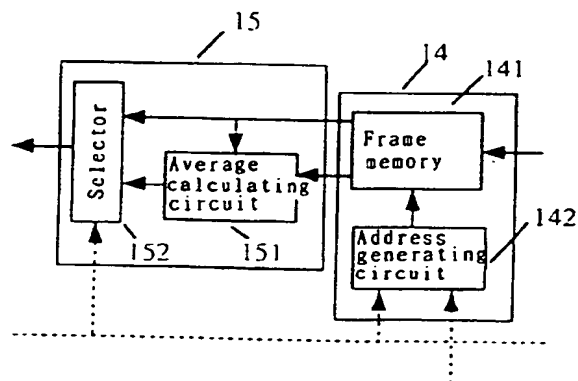 15
14
141
Selector
Frame
memory
Average
calculating
circuit
152
151
Address
generating
circuit
142